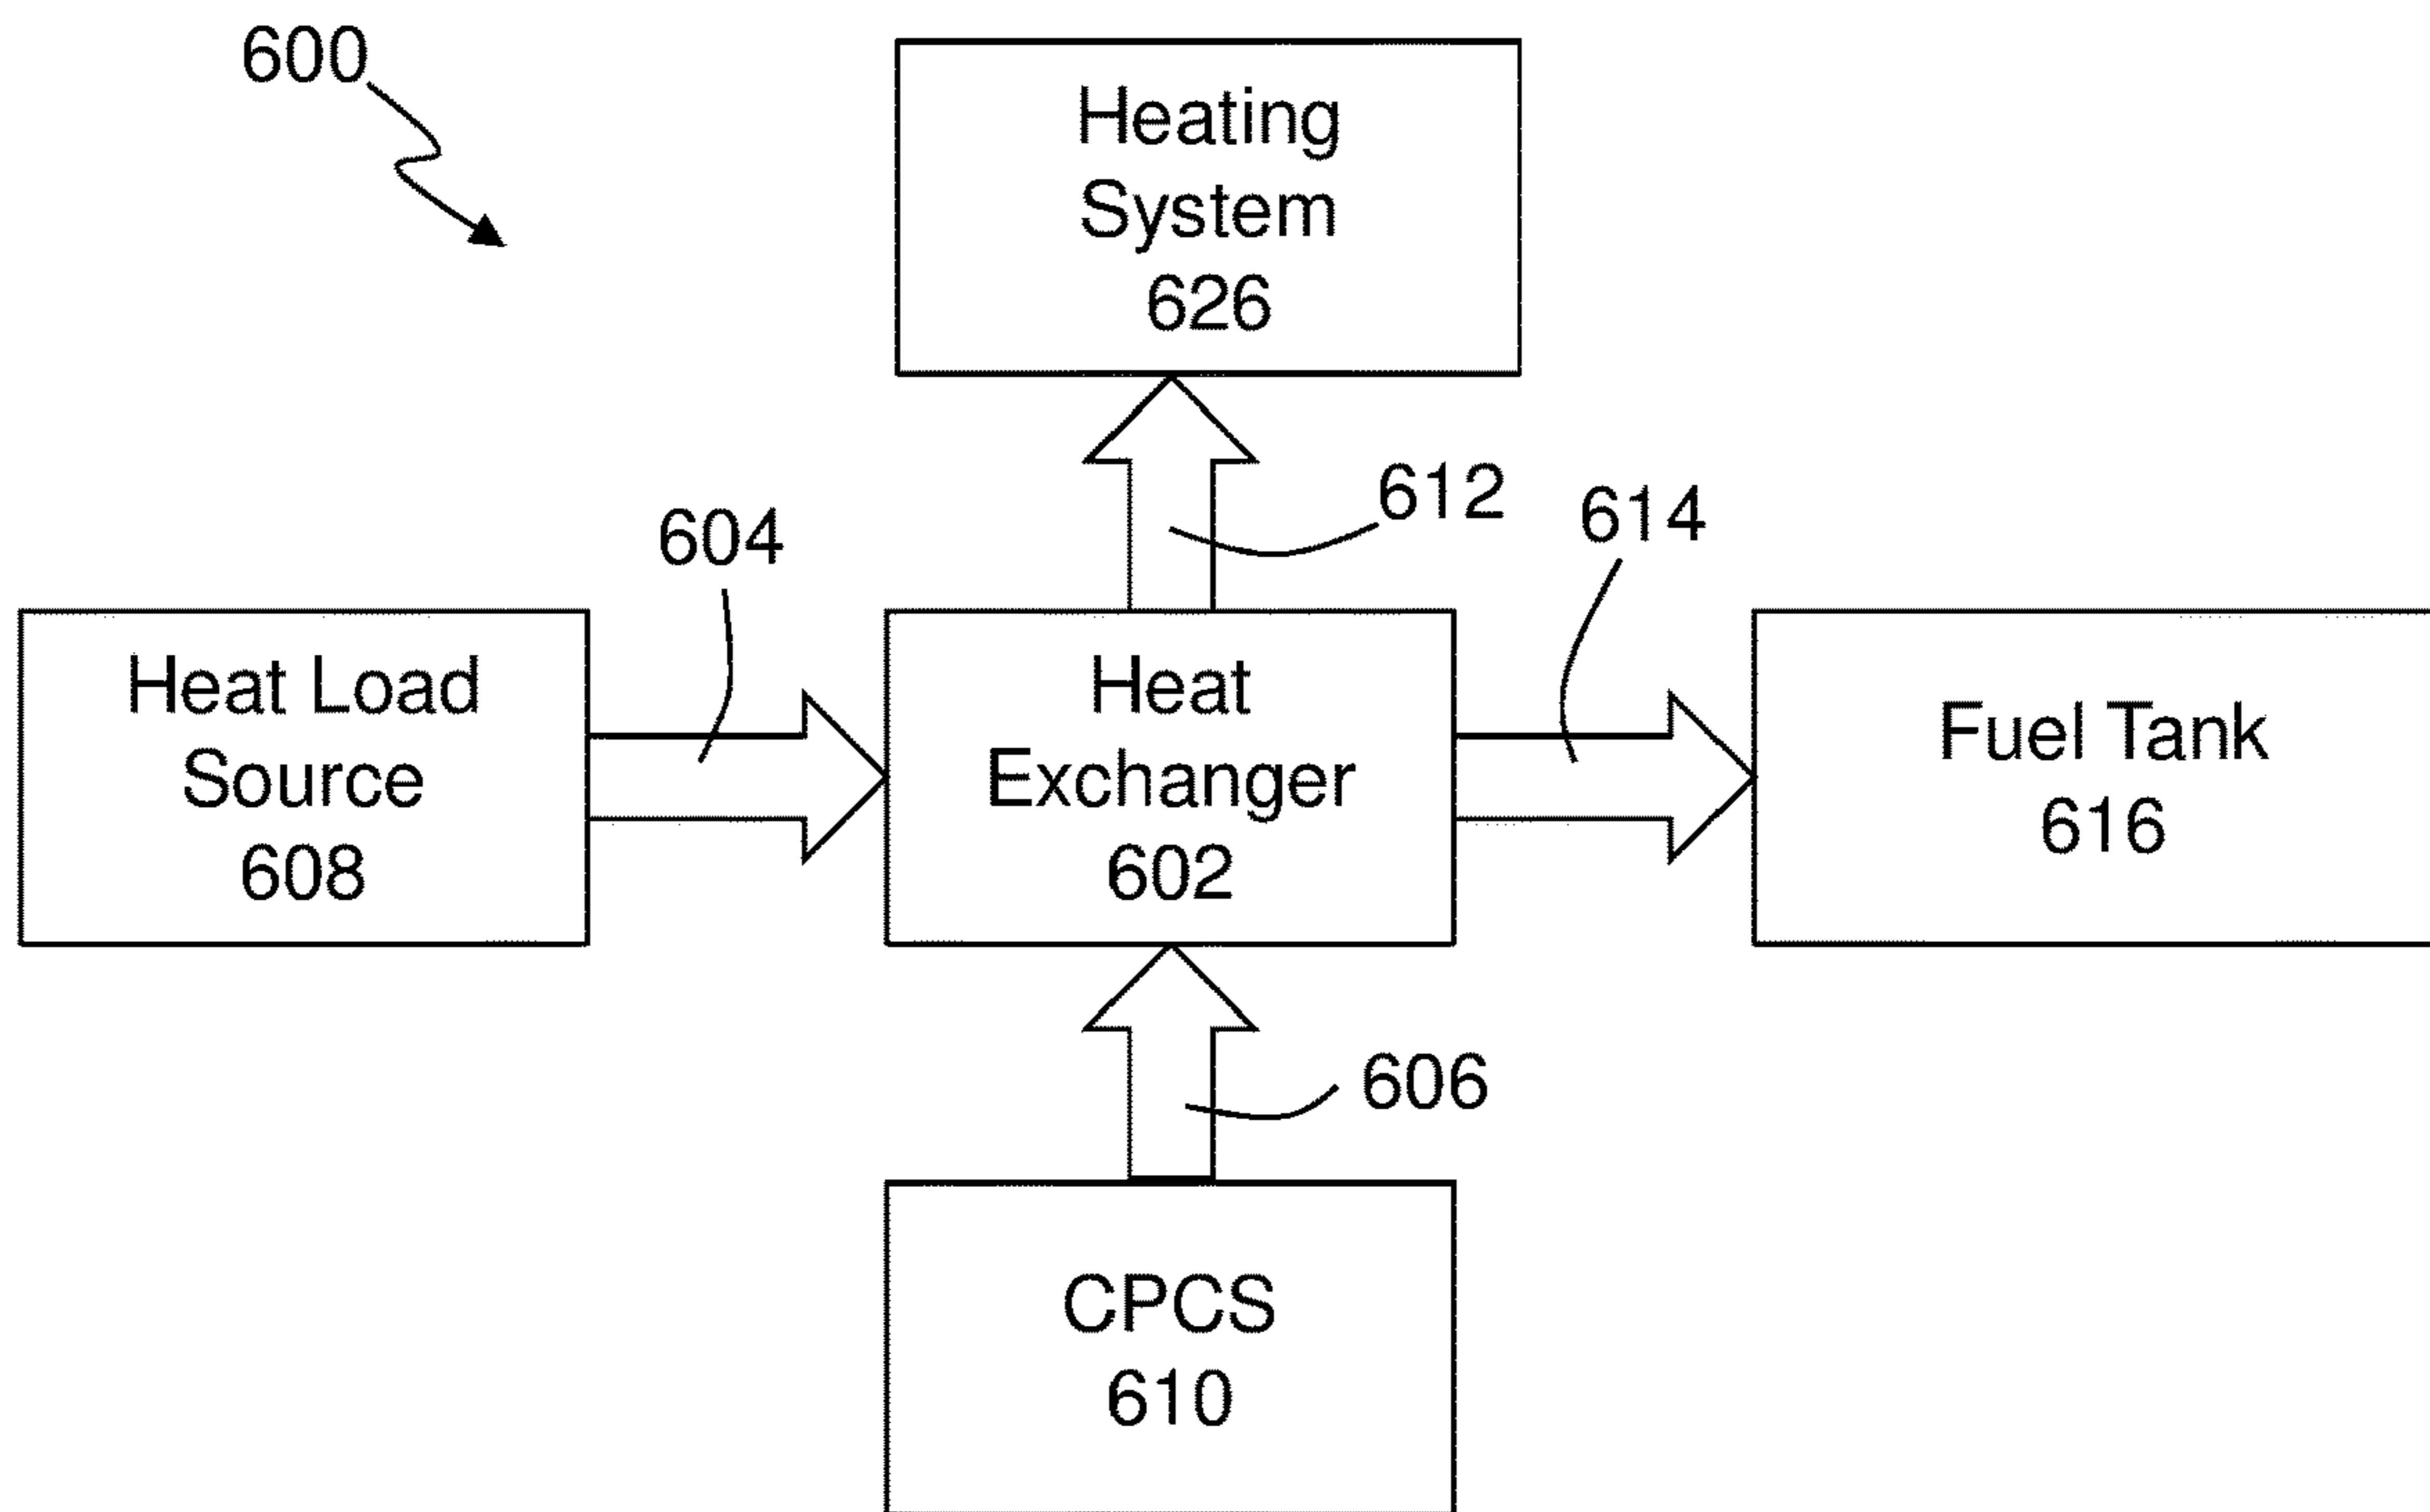 600
Heating
System
626
612
614
604
Heat Load
Source
608
Heat
Exchanger
602
Fuel Tank
616
606
CPCS
610